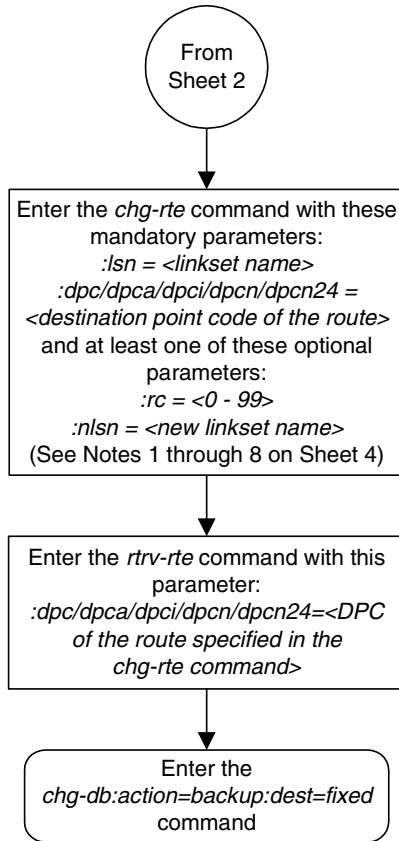 From
Sheet 2
Enter the chg-rte command with these
mandatory parameters:
:lsn = <linkset name>
:dpc/dpca/dpci/dpcn/dpcn24 =
<destination point code of the route>
and at least one of these optional
parameters:
:rc = <0 - 99>
:nlsn = <new linkset name>
(See Notes 1 through 8 on Sheet 4)
Enter the rtrv-rte command with this
parameter:
:dpc/dpca/dpci/dpcn/dpcn24=<DPC
of the route specified in the
chg-rte command>
Enter the
chg-db:action=backup:dest=fixed
command